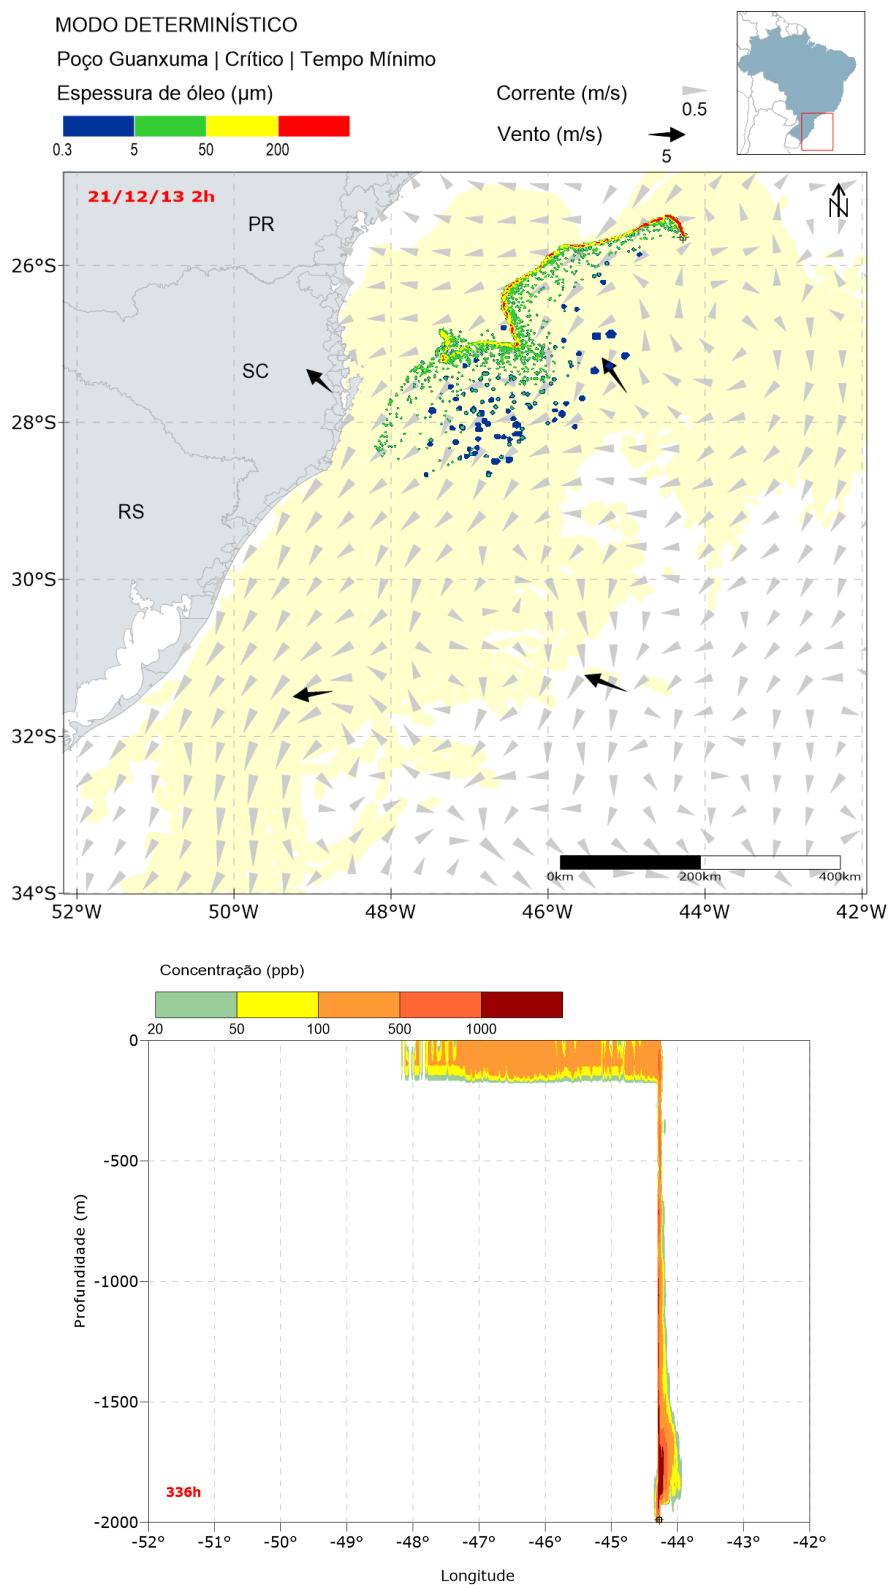 MODO DETERMINÍSTICO
Poço Guanxuma | Crítico | Tempo Mínimo
Espessura de óleo (µm)
0.3 5 50 200
Corrente (m/s)
0.5
Vento (m/s)
5
21/12/13 2h
N
PR
SC
RS
26°S
28°S
30°S
32°S
34°S
0km 200km 400km
52°W 50°W 48°W 46°W 44°W 42°W
Concentração (ppb)
20 50 100 500 1000
0
-500
-1000
-1500
-2000
Profundidade (m)
336h
-52° -51° -50° -49° -48° -47° -46° -45° -44° -43° -42°
Longitude